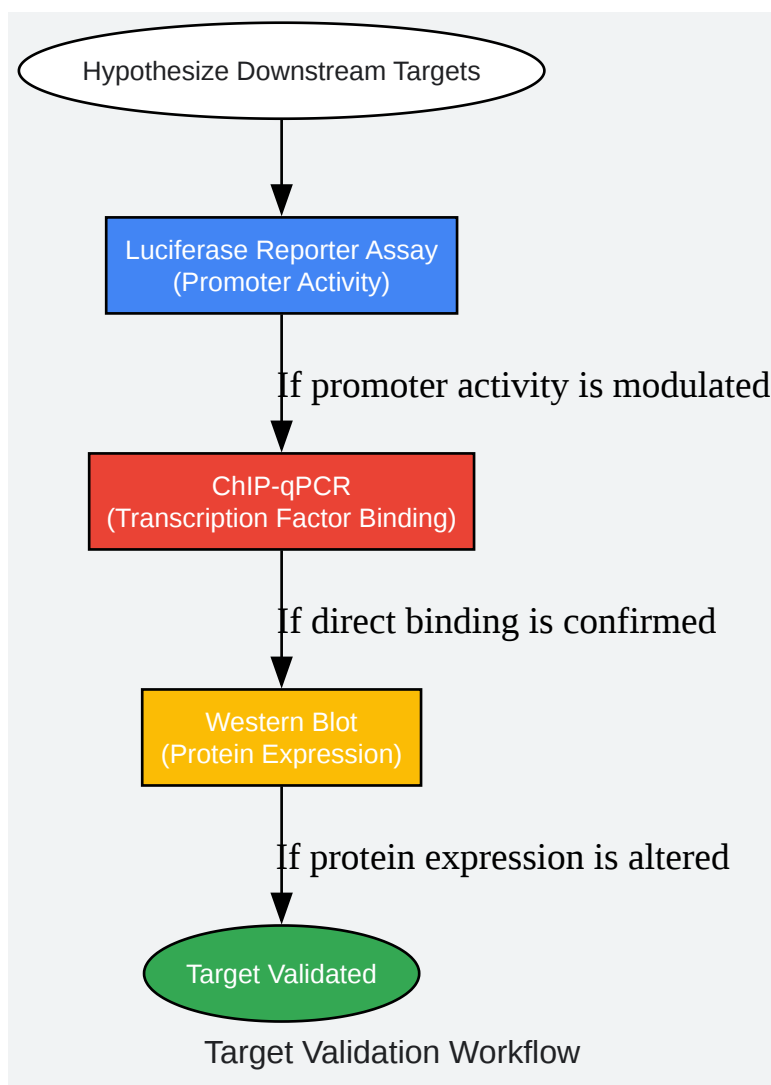 Hypothesize Downstream Targets
Luciferase Reporter Assay
(Promoter Activity)
If promoter activity is modulated
ChIP-qPCR
(Transcription Factor Binding)
If direct binding is confirmed
Western Blot
(Protein Expression)
If protein expression is altered
Target Validated
Target Validation Workflow